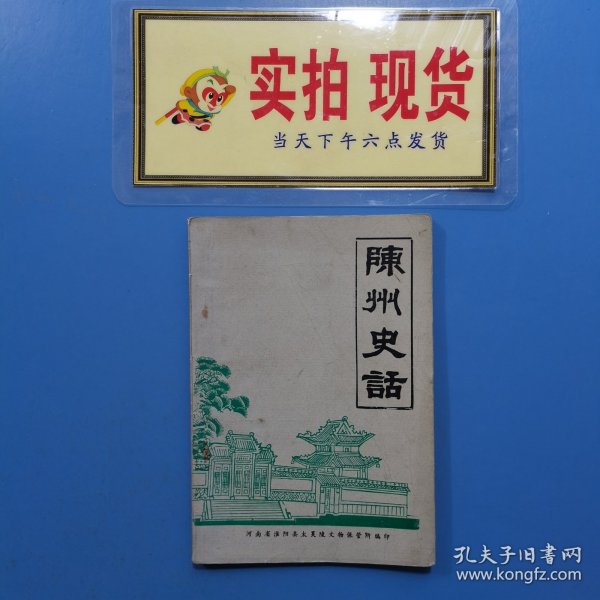 实拍 现货
当天下午六点发货
陳州史話
河南省淮阳县太昊陵文物保管所编印
孔夫子旧书网
www.kongfz.com